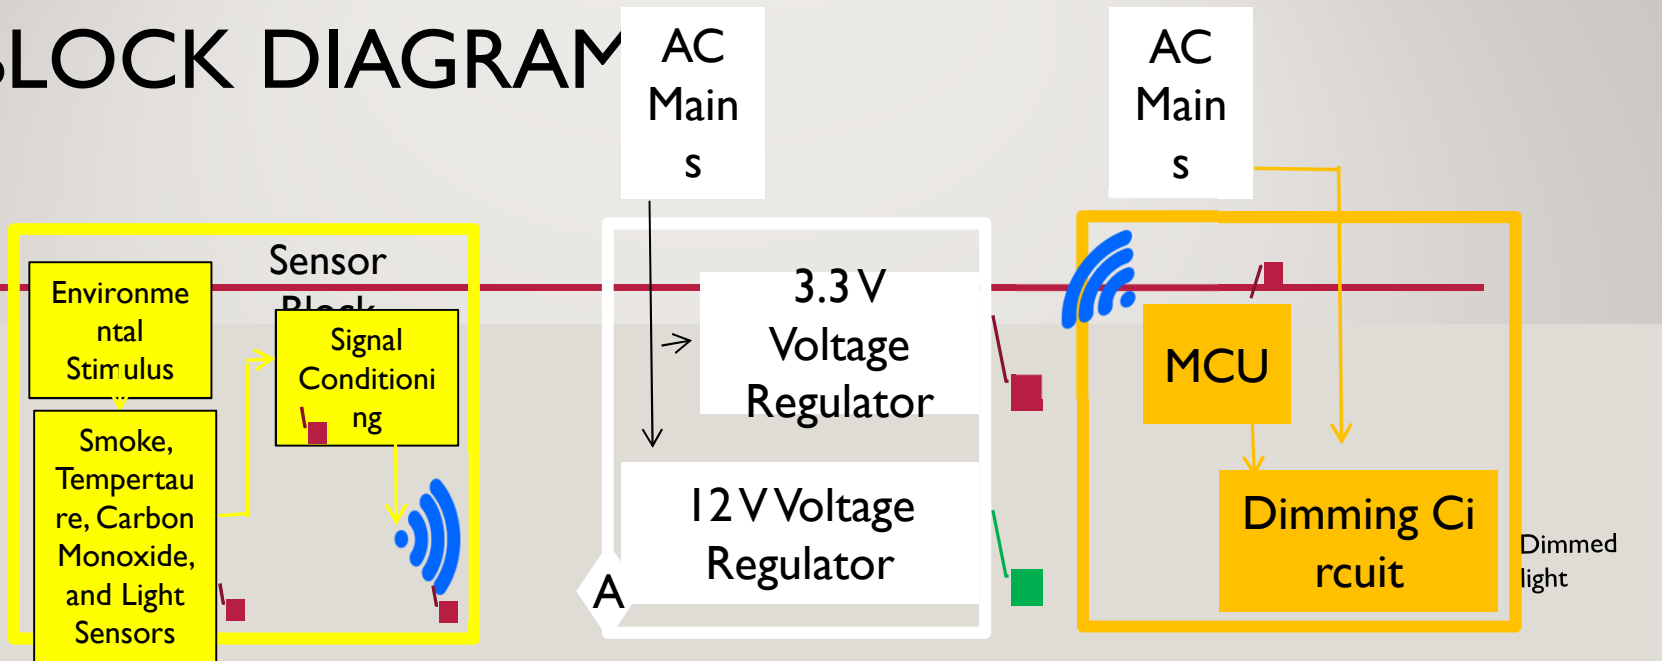 BLOCK DIAGRAM
AC
Main
s
AC
Main
s
Sensor
Block
Environme
ntal
Stimulus
Signal
Conditioni
ng
Smoke,
Tempertau
re, Carbon
Monoxide,
and Light
Sensors
3.3 V
Voltage
Regulator
12 V Voltage
Regulator
A
MCU
Dimming Ci
rcuit
Dimmed
light